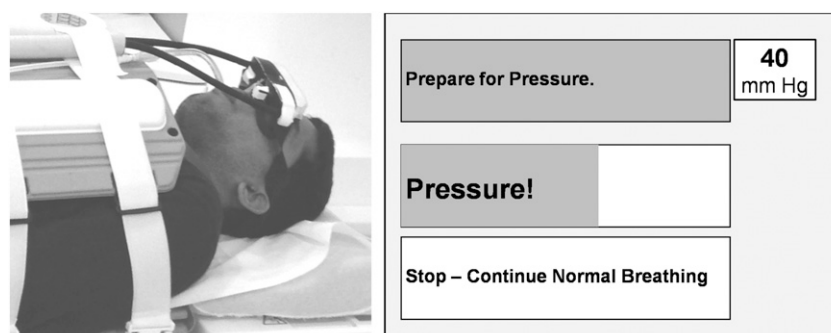 Prepare for Pressure.
40
mm Hg
Pressure!
Stop – Continue Normal Breathing